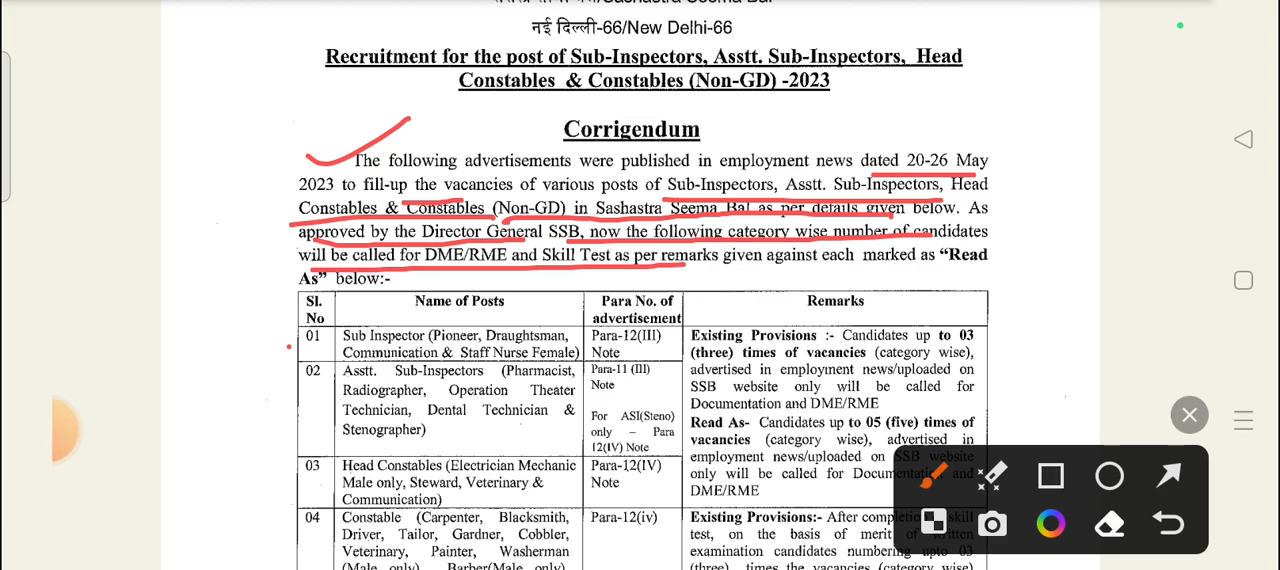 Sashastra Seema Bal
नई दिल्ली-66/New Delhi-66
Recruitment for the post of Sub-Inspectors, Asstt. Sub-Inspectors, Head
Constables & Constables (Non-GD) -2023
Corrigendum
The following advertisements were published in employment news dated 20-26 May
2023 to fill-up the vacancies of various posts of Sub-Inspectors, Asstt. Sub-Inspectors, Head
Constables & Constables (Non-GD) in Sashastra Seema Bal as per details given below. As
approved by the Director General SSB, now the following category wise number of candidates
will be called for DME/RME and Skill Test as per remarks given against each marked as “Read
As” below:-
Sl. No
Name of Posts
Para No. of
advertisement
Remarks
01
Sub Inspector (Pioneer, Draughtsman,
Communication & Staff Nurse Female)
Para-12(III)
Note
02
Asstt. Sub-Inspectors (Pharmacist,
Radiographer, Operation Theater
Technician, Dental Technician &
Stenographer)
Para-11 (III)
Note
For ASI(Steno)
only – Para
12(IV) Note
03
Head Constables (Electrician Mechanic
Male only, Steward, Veterinary &
Communication)
Para-12(IV)
Note
Existing Provisions :- Candidates up to 03
(three) times of vacancies (category wise),
advertised in employment news/uploaded on
SSB website only will be called for
Documentation and DME/RME
Read As- Candidates up to 05 (five) times of
vacancies (category wise), advertised in
employment news/uploaded on SSB website
only will be called for Documentation and
DME/RME
04
Constable (Carpenter, Blacksmith,
Driver, Tailor, Gardner, Cobbler,
Veterinary, Painter, Washerman
(Male only), Barber(Male only),
Para-12(iv)
Existing Provisions:- After completion skill
test, on the basis of merit of written
examination candidates numbering upto 03
(three) times the vacancies (category wise)